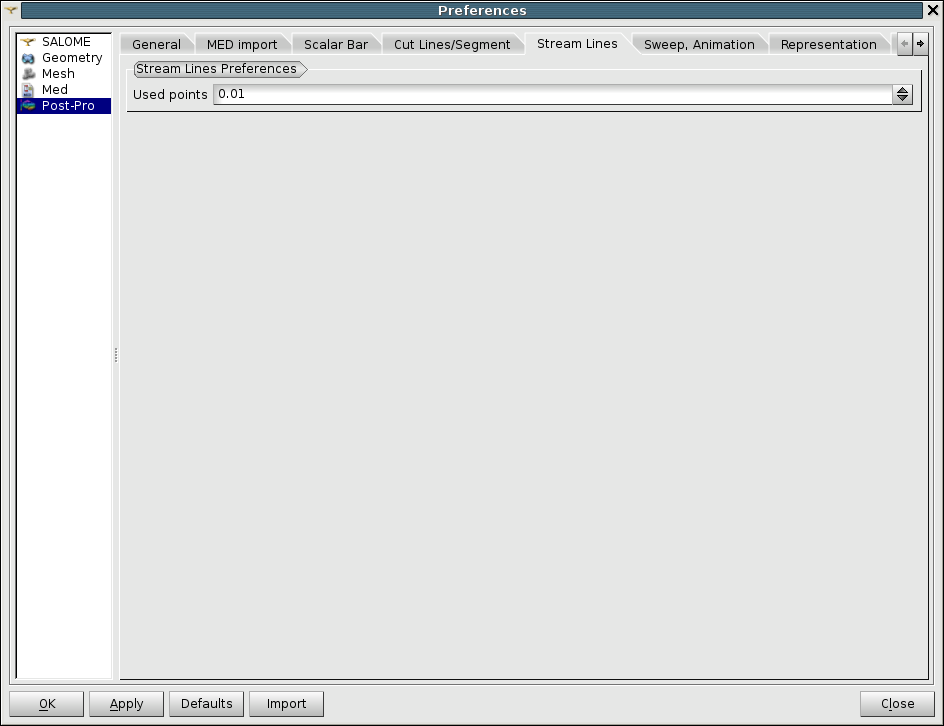 Preferences
SALOME
Geometry
Mesh
Med
Post-Pro
General MED import Scalar Bar Cut Lines/Segment Stream Lines Sweep, Animation Representation
Stream Lines Preferences
Used points 0.01
OK Apply Defaults Import Close